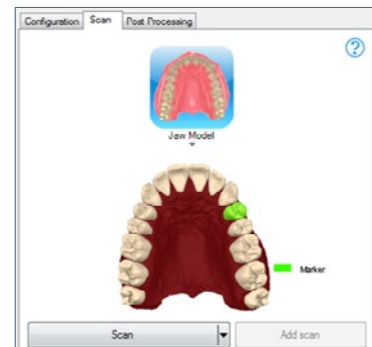 Configuration Scan Post Processing
?
Jaw Model
Marker
Scan Add scan